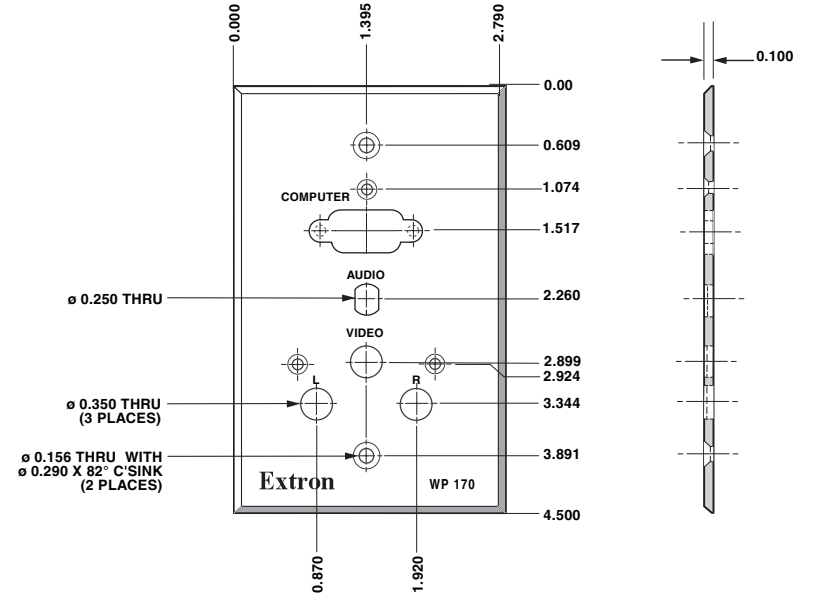 0.000
1.395
2.790
0.100
0.00
0.609
1.074
COMPUTER
1.517
AUDIO
ø 0.250 THRU
2.260
VIDEO
2.899
2.924
L
R
ø 0.350 THRU
(3 PLACES)
3.344
ø 0.156 THRU WITH
ø 0.290 X 82° C'SINK
(2 PLACES)
3.891
Extron
WP 170
4.500
0.870
1.920